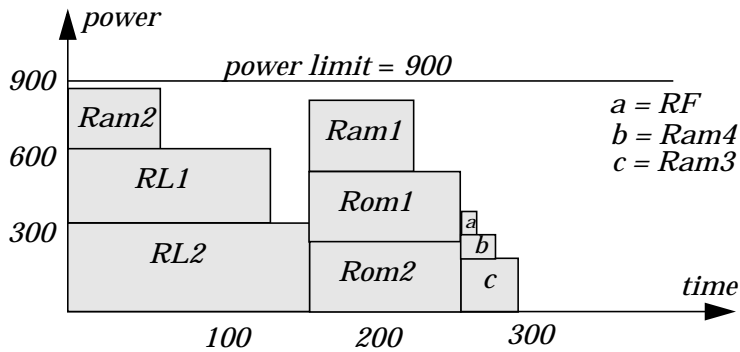 power
900
power limit = 900
Ram2
Ram1
a = RF
b = Ram4
c = Ram3
600
RL1
Rom1
300
a
b
RL2
Rom2
c
time
100
200
300